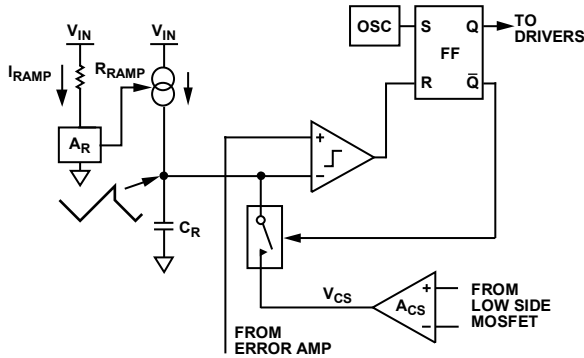 V_IN
V_IN
I_RAMP
R_RAMP
A_R
C_R
OSC
S
Q
FF
R
Q̅
TO
DRIVERS
+
–
V_CS
A_CS
+
–
FROM
LOW SIDE
MOSFET
FROM
ERROR AMP